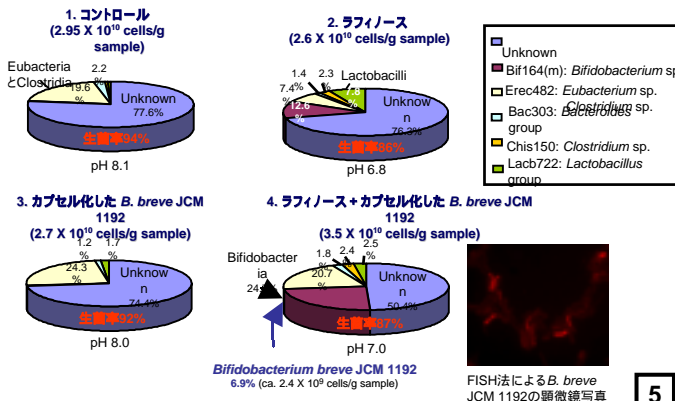 1. コントロール
(2.95 X 10¹⁰ cells/g
sample)
Eubacteria
とClostridia
19.6
%
2.2
%
Unknown
77.6%
生菌率94%
pH 8.1
2. ラフィノース
(2.6 X 10¹⁰ cells/g sample)
1.4
%
2.3
%
Lactobacilli
7.4
%
7.8
%
12.6
%
Unknow
n
76.3%
生菌率86%
pH 6.8
Unknown
Bif164(m): Bifidobacterium sp
Erec482: Eubacterium sp.
Clostridium sp.
Bac303: Bacteroides
group
Chis150: Clostridium sp.
Lacb722: Lactobacillus
group
3. カプセル化した B. breve JCM
1192
(2.7 X 10¹⁰ cells/g sample)
1.2
%
1.7
%
24.3
%
Unknow
n
74.4%
生菌率92%
pH 8.0
4. ラフィノース + カプセル化した B. breve JCM
1192
(3.5 X 10¹⁰ cells/g sample)
1.8
%
2.4
%
2.5
%
Bifidobacter
ia
20.7
%
Unknow
n
50.4%
生菌率87%
pH 7.0
Bifidobacterium breve JCM 1192
6.9% (ca. 2.4 X 10⁹ cells/g sample)
FISH法によるB. breve
JCM 1192の顕微鏡写真
5